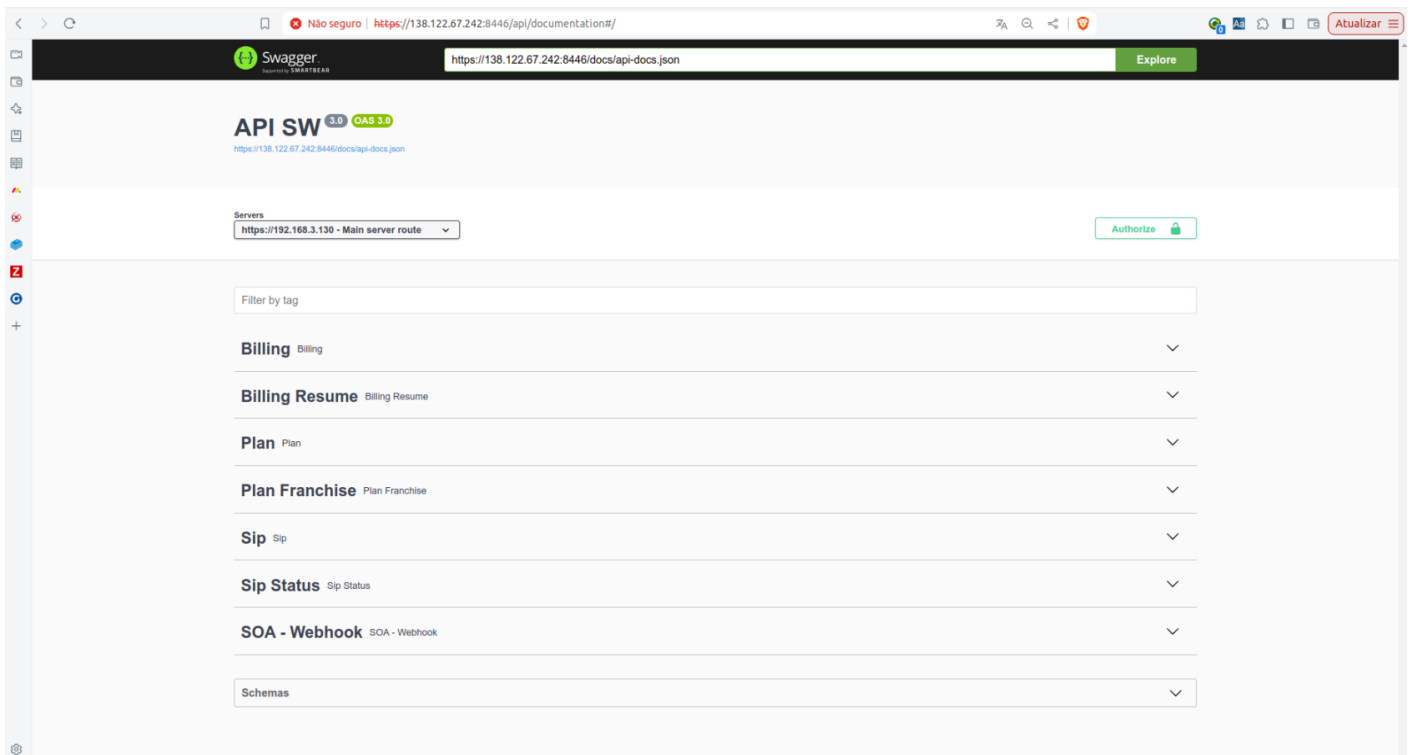 Não seguro https://138.122.67.242:8446/api/documentation#/
0 Aa Atualizar
Swagger.
Supported by SMARTBEAR
https://138.122.67.242:8446/docs/api-docs.json
Explore
API SW 3.0 OAS 3.0
https://138.122.67.242:8446/docs/api-docs.json
Servers
https://192.168.3.130 - Main server route
Authorize
Filter by tag
Billing Billing
Billing Resume Billing Resume
Plan Plan
Plan Franchise Plan Franchise
Sip Sip
Sip Status Sip Status
SOA - Webhook SOA - Webhook
Schemas
Z